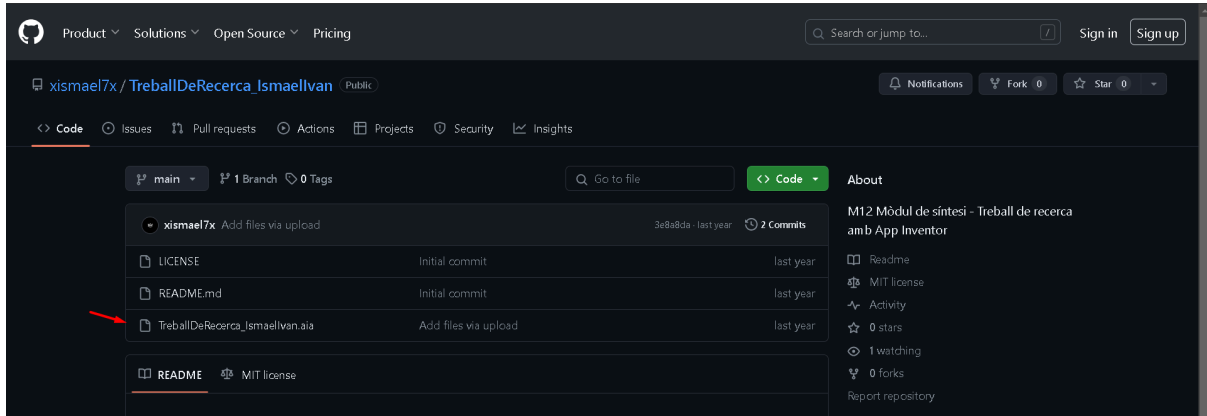 Product Solutions Open Source Pricing Search or jump to... / Sign in Sign up
xismael7x / TreballDeRecerca_IsmaelIvan Public Notifications Fork 0 Star 0
Code Issues Pull requests Actions Projects Security Insights
main 1 Branch 0 Tags Go to file Code
xismael7x Add files via upload 3e8a8da · last year 2 Commits
LICENSE Initial commit last year
README.md Initial commit last year
TreballDeRecerca_IsmaelIvan.aia Add files via upload last year
README MIT license
About
M12 Mòdul de síntesi - Treball de recerca
amb App Inventor
Readme
MIT license
Activity
0 stars
1 watching
0 forks
Report repository